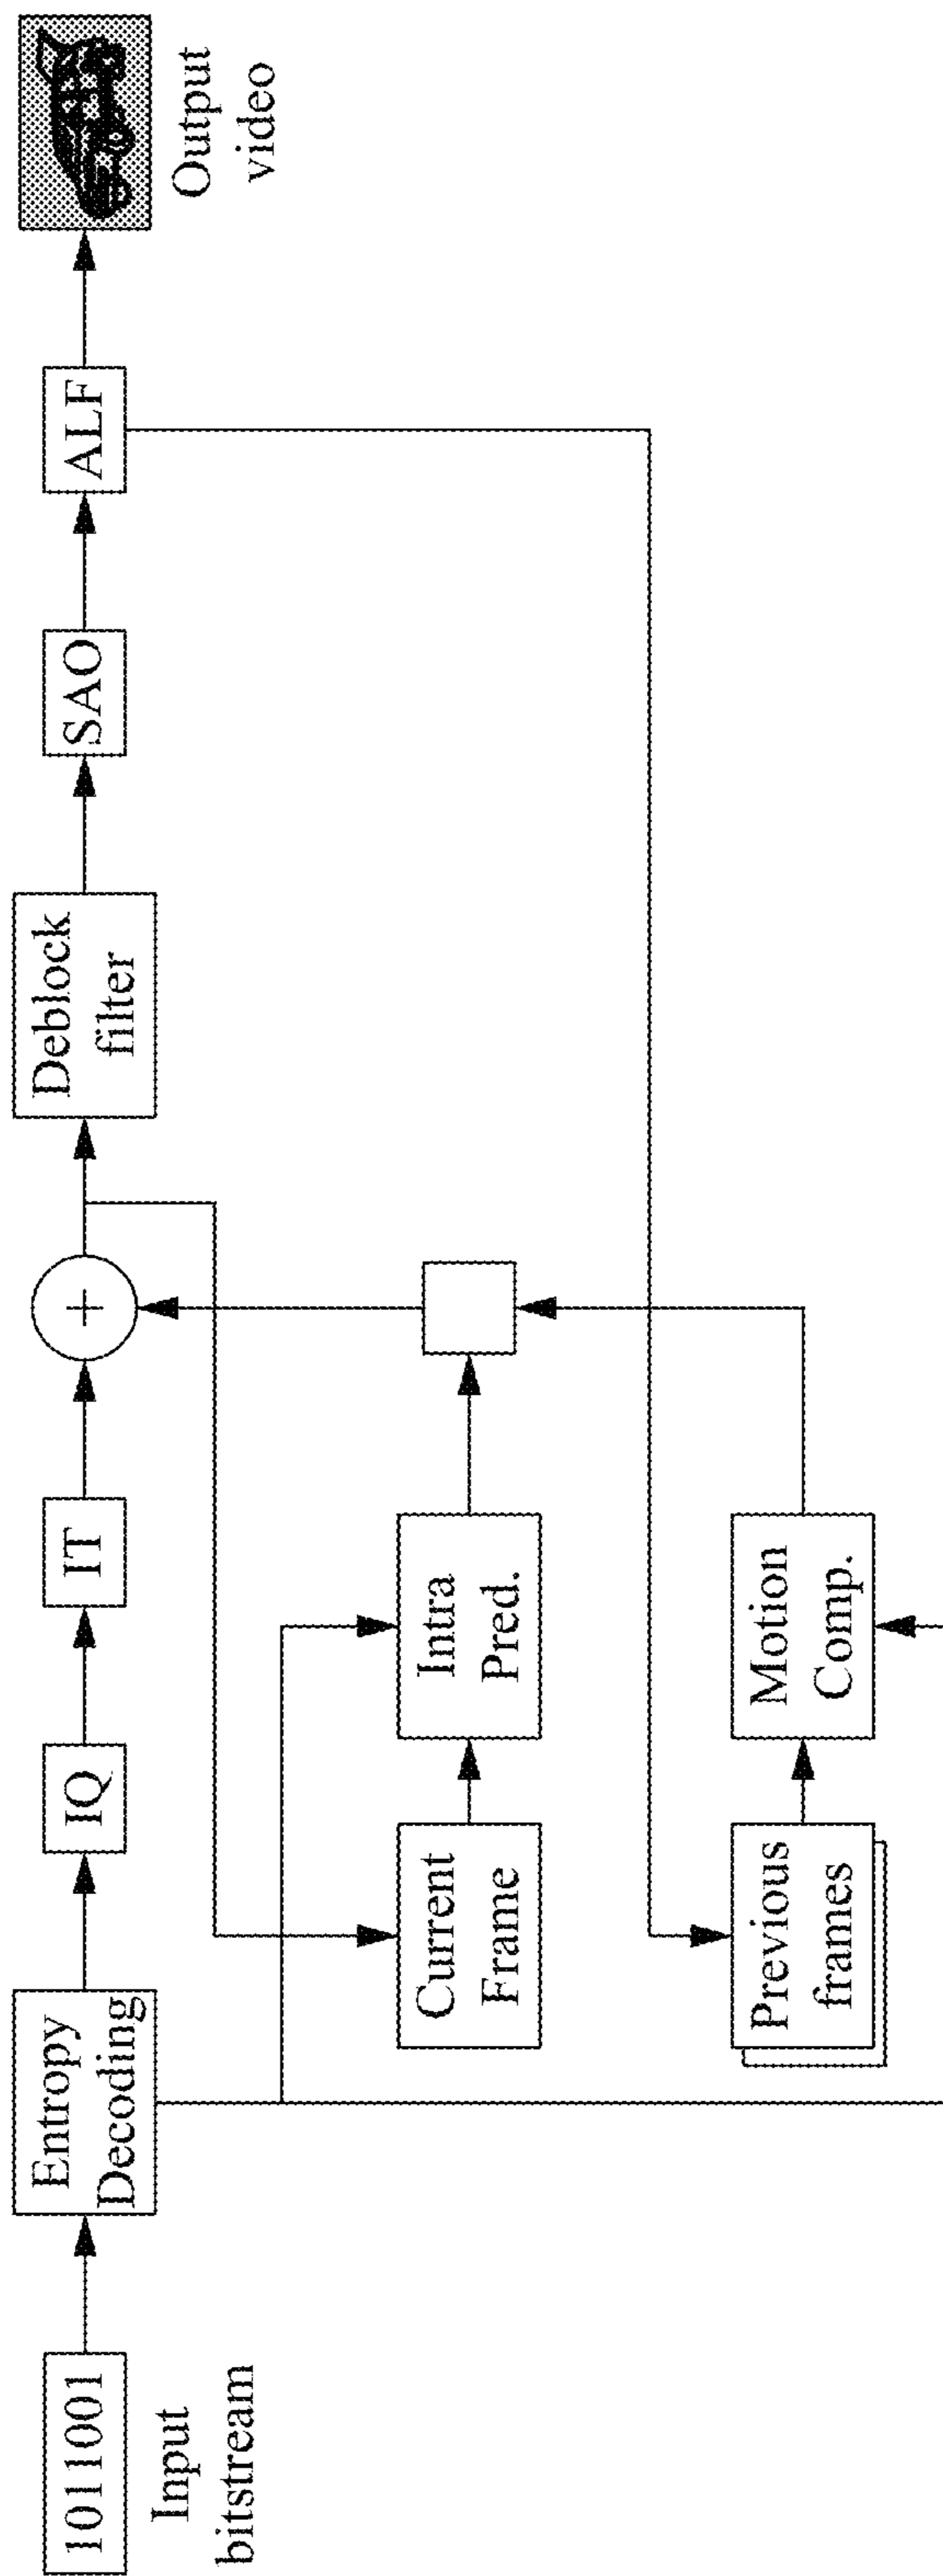 1011001
Input
bitstream
Entropy
Decoding
IQ
IT
+
Deblock
filter
SAO
ALF
Output
video
Current
Frame
Intra
Pred.
Previous
frames
Motion
Comp.